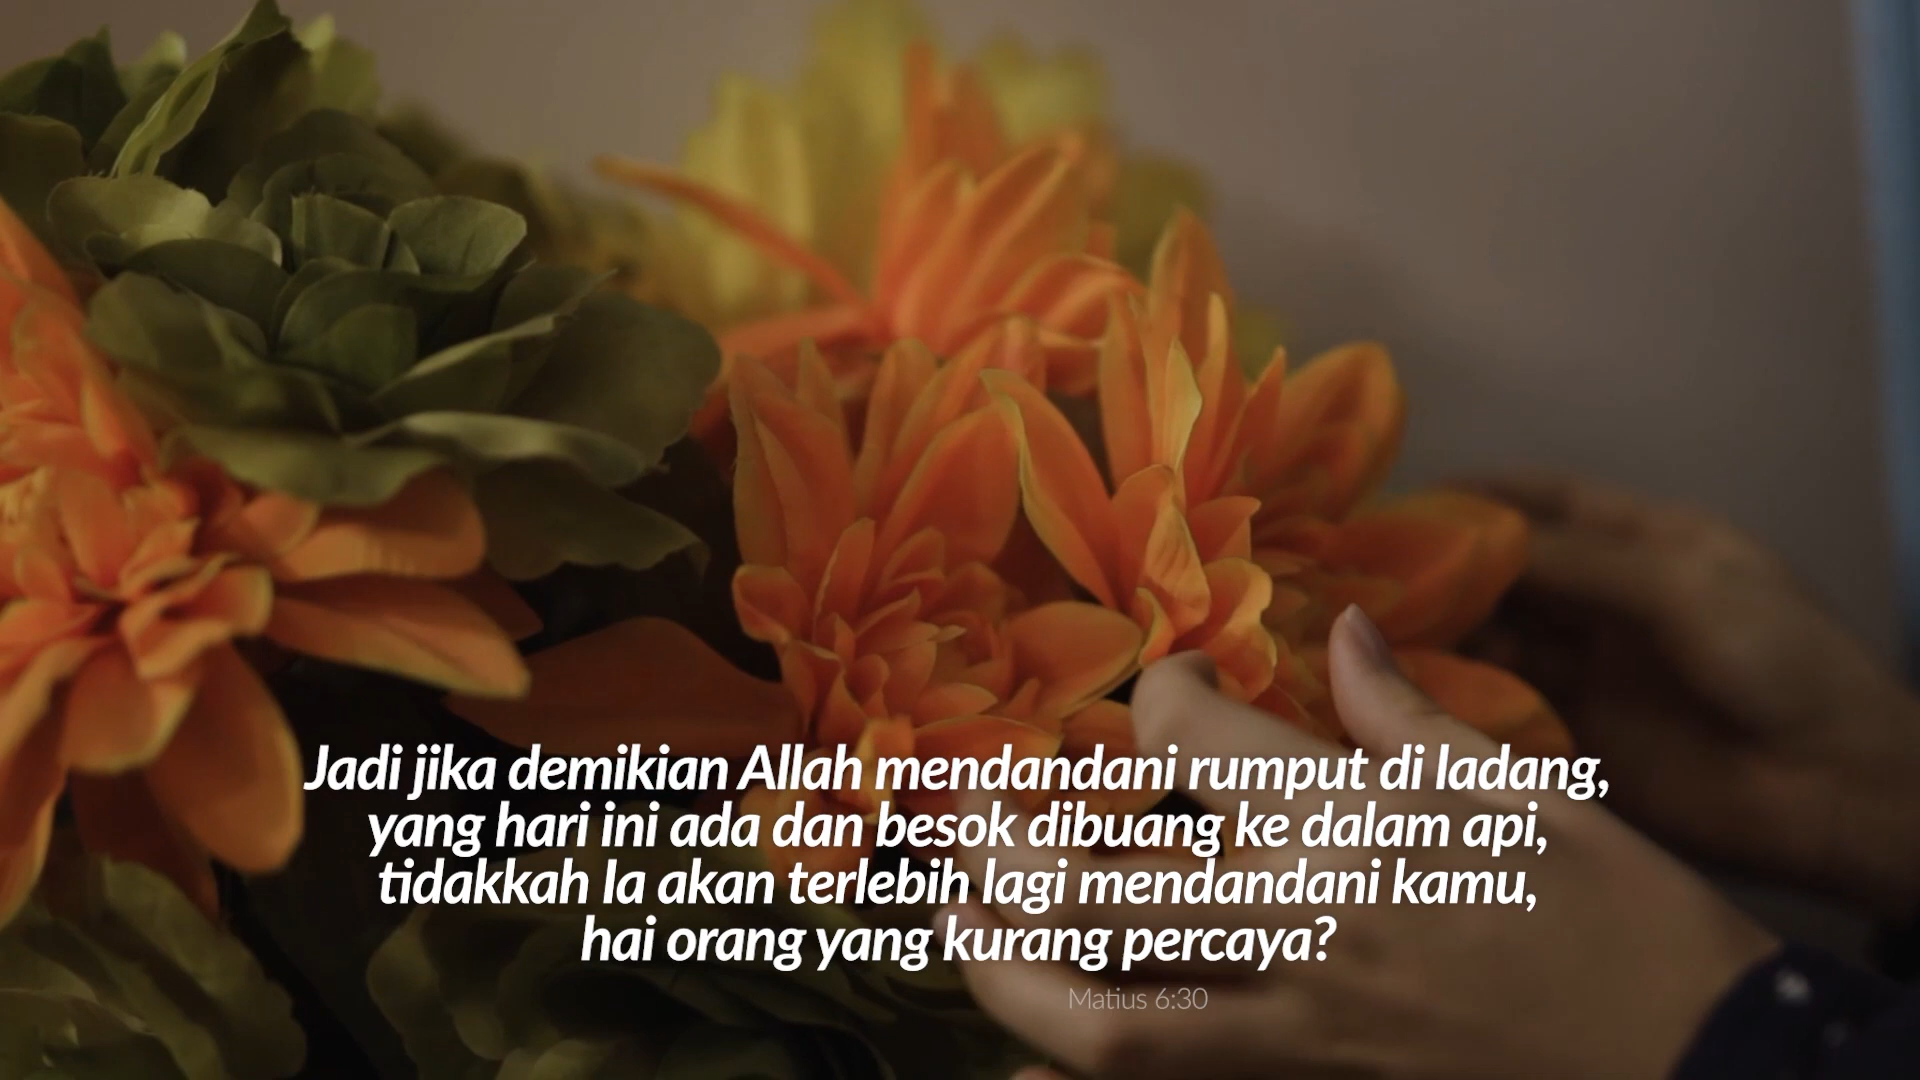 Jadi jika demikian Allah mendandani rumput di ladang,
yang hari ini ada dan besok dibuang ke dalam api,
tidakkah Ia akan terlebih lagi mendandani kamu,
hai orang yang kurang percaya?
Matius 6:30